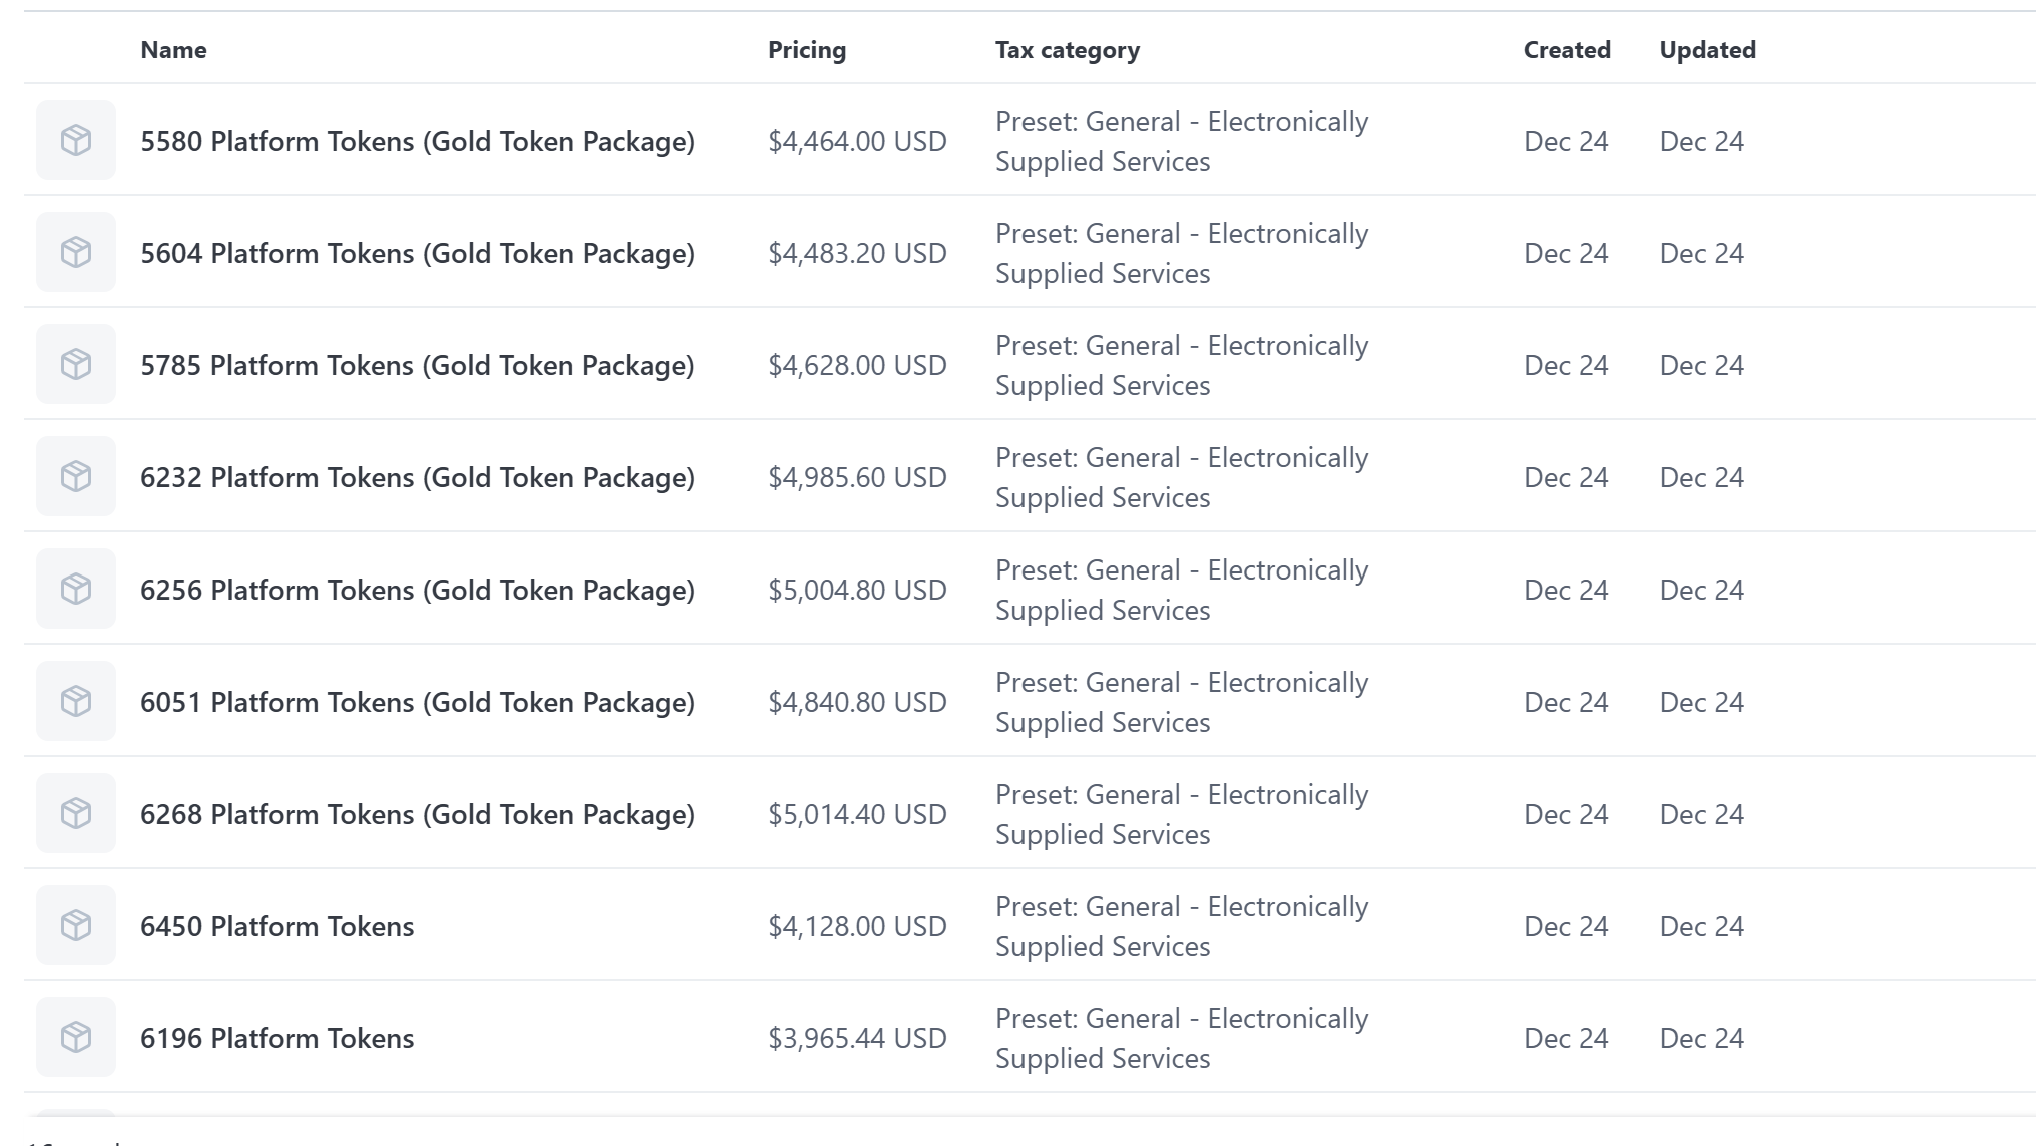 Name Pricing Tax category Created Updated
5580 Platform Tokens (Gold Token Package) $4,464.00 USD Preset: General - Electronically Supplied Services Dec 24 Dec 24
5604 Platform Tokens (Gold Token Package) $4,483.20 USD Preset: General - Electronically Supplied Services Dec 24 Dec 24
5785 Platform Tokens (Gold Token Package) $4,628.00 USD Preset: General - Electronically Supplied Services Dec 24 Dec 24
6232 Platform Tokens (Gold Token Package) $4,985.60 USD Preset: General - Electronically Supplied Services Dec 24 Dec 24
6256 Platform Tokens (Gold Token Package) $5,004.80 USD Preset: General - Electronically Supplied Services Dec 24 Dec 24
6051 Platform Tokens (Gold Token Package) $4,840.80 USD Preset: General - Electronically Supplied Services Dec 24 Dec 24
6268 Platform Tokens (Gold Token Package) $5,014.40 USD Preset: General - Electronically Supplied Services Dec 24 Dec 24
6450 Platform Tokens $4,128.00 USD Preset: General - Electronically Supplied Services Dec 24 Dec 24
6196 Platform Tokens $3,965.44 USD Preset: General - Electronically Supplied Services Dec 24 Dec 24